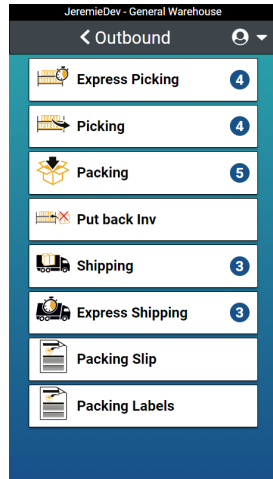 JeremieDev - General Warehouse
Outbound
Express Picking 4
Picking 4
Packing 5
Put back Inv
Shipping 3
Express Shipping 3
Packing Slip
Packing Labels